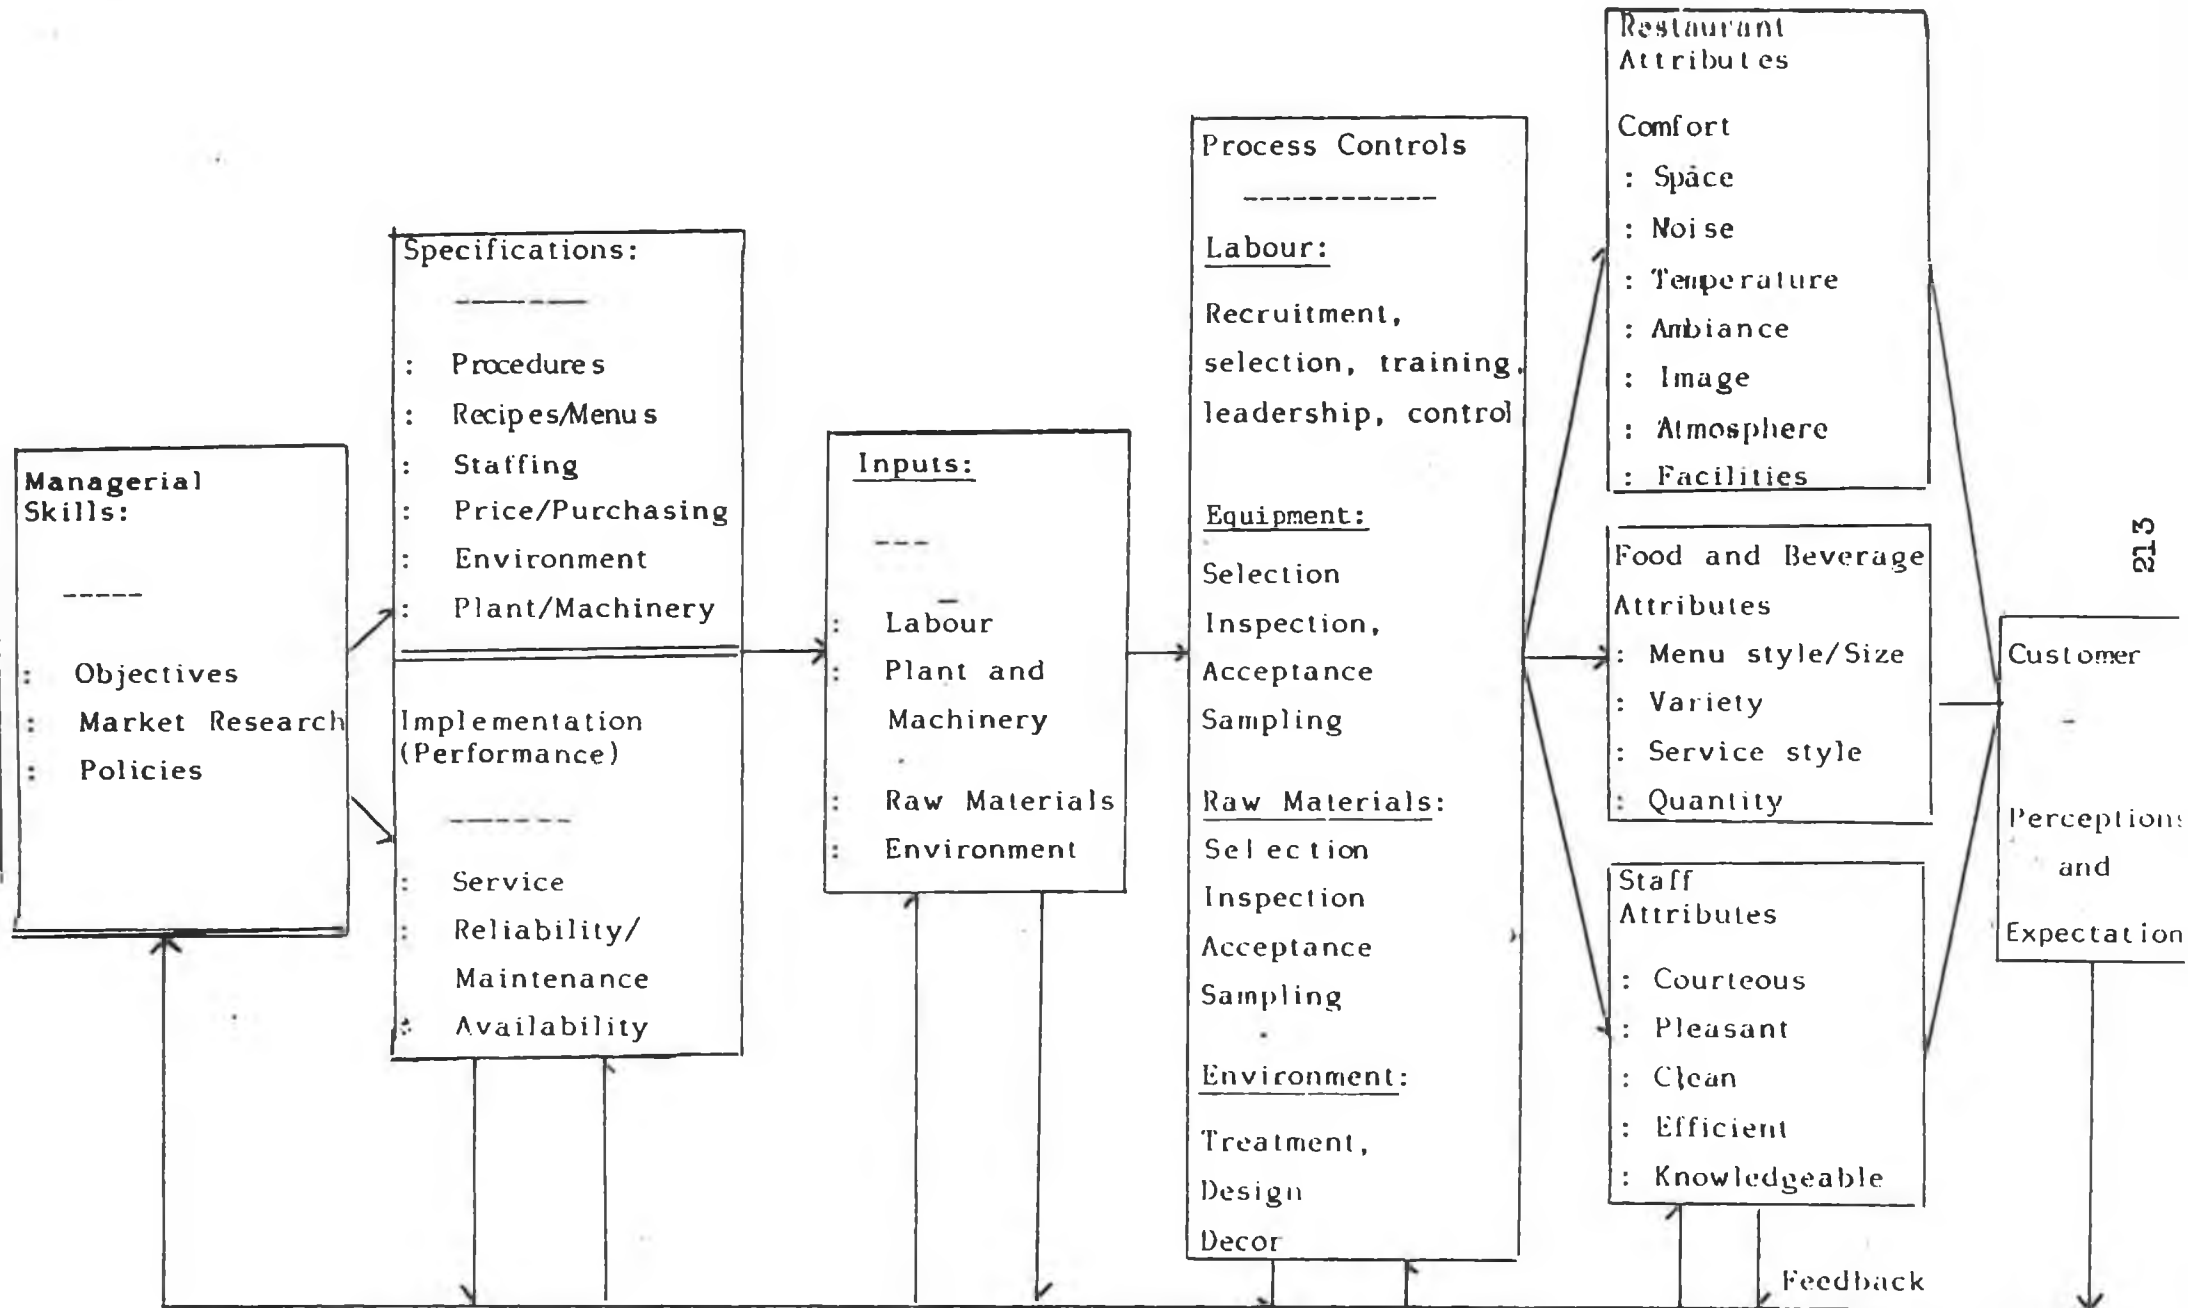 Managerial
Skills:
: Objectives
: Market Research
: Policies
Specifications:
: Procedures
: Recipes/Menus
: Staffing
: Price/Purchasing
: Environment
: Plant/Machinery
Implementation
(Performance)
: Service
: Reliability/
Maintenance
: Availability
Inputs:
: Labour
: Plant and
Machinery
: Raw Materials
: Environment
Process Controls
Labour:
Recruitment,
selection, training,
leadership, control
Equipment:
Selection
Inspection,
Acceptance
Sampling
Raw Materials:
Selection
Inspection
Acceptance
Sampling
Environment:
Treatment,
Design
Decor
Restaurant
Attributes
Comfort
: Space
: Noise
: Temperature
: Ambiance
: Image
: Atmosphere
: Facilities
Food and Beverage
Attributes
: Menu style/Size
: Variety
: Service style
: Quantity
Staff
Attributes
: Courteous
: Pleasant
: Clean
: Efficient
: Knowledgeable
Customer
Perceptions
and
Expectation
Feedback
213